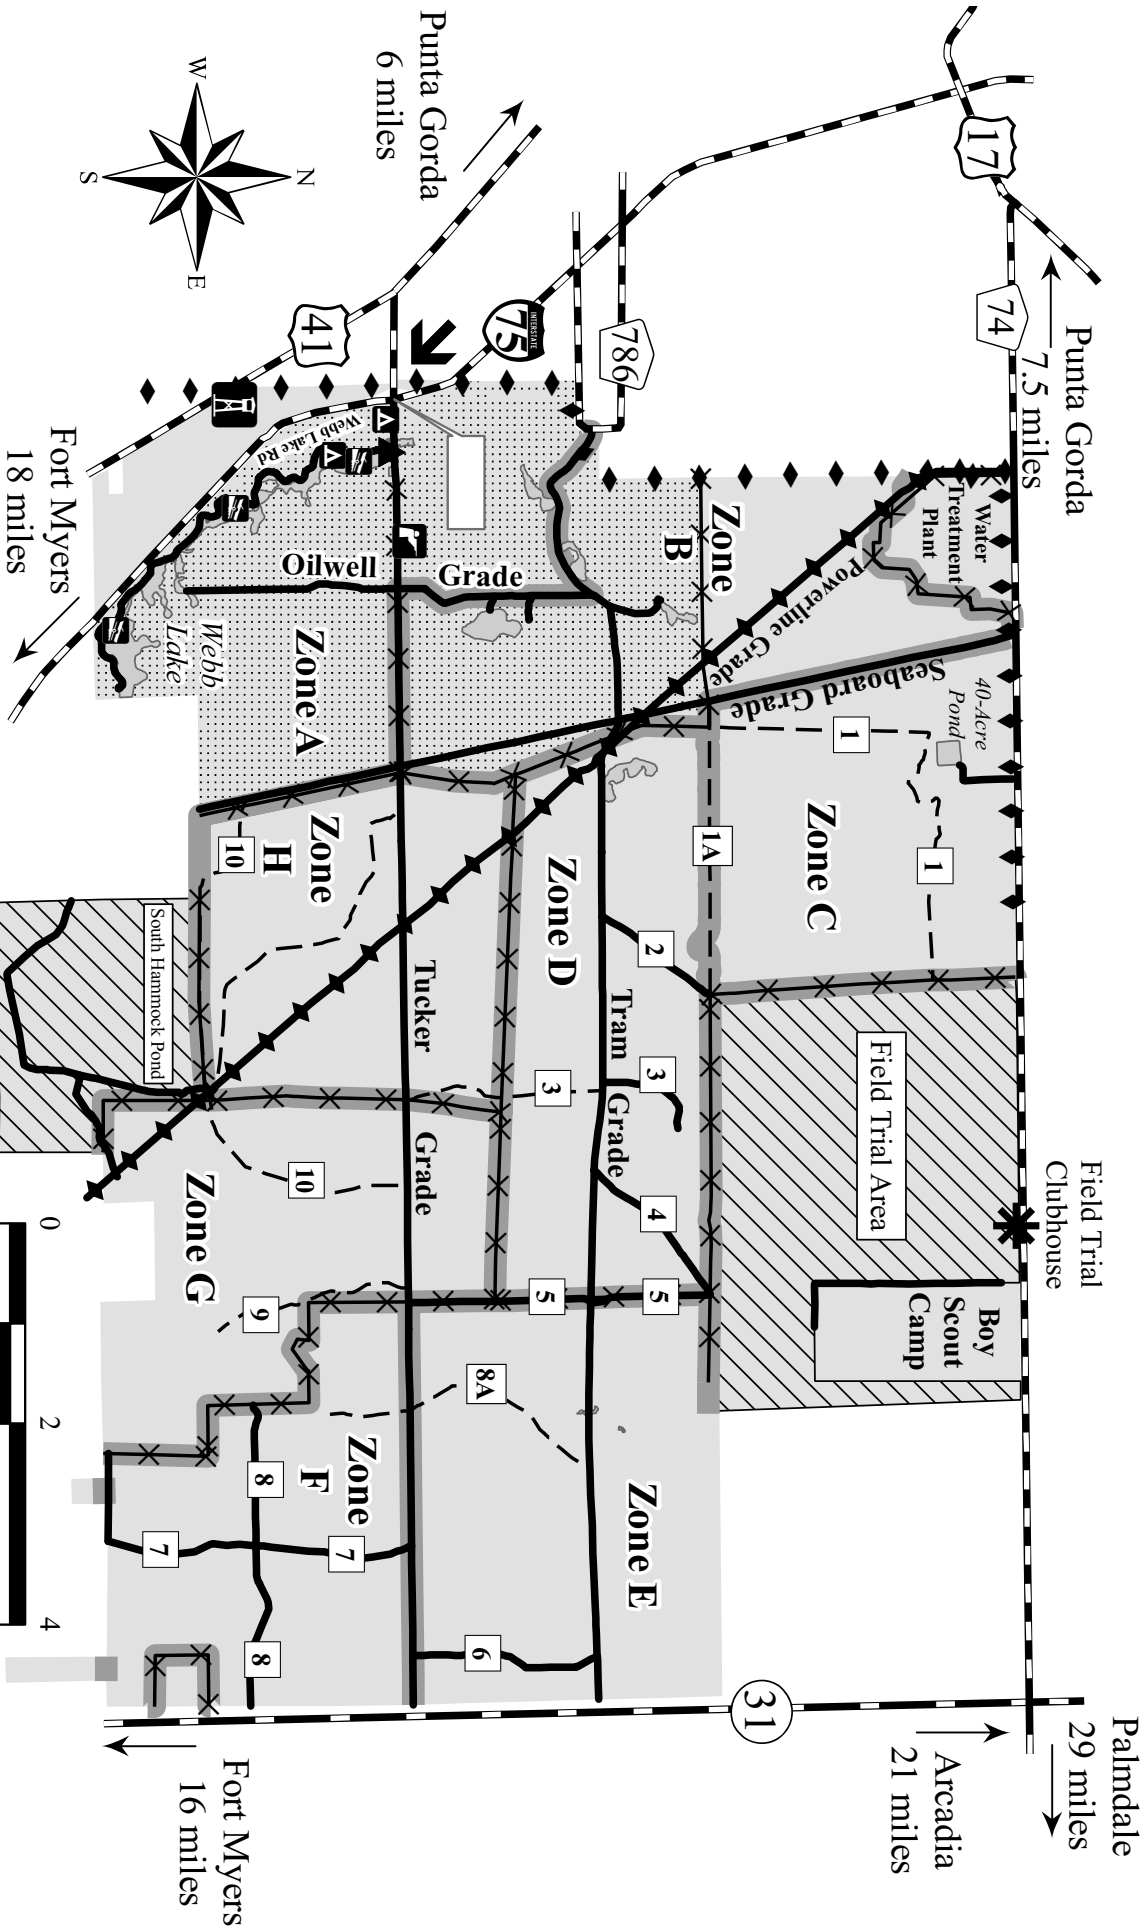 Punta Gorda
6 miles
W
N
S
E
17
74
Punta Gorda
7.5 miles
786
INTERSTATE
75
41
Fort Myers
18 miles
Webb Lake Rd
Oilwell
Grade
Webb
Lake
Zone A
Zone
B
Water
Treatment
Plant
Powerline Grade
Seaboard Grade
40-Acre
Pond
1
1
1A
Zone C
Zone D
Zone
H
10
South Hammock Pond
Tucker
Grade
Tram
Grade
2
3
3
4
5
5
Field Trial Area
Field Trial
Clubhouse
Boy
Scout
Camp
10
Zone G
9
8A
Zone
F
Zone E
8
8
7
7
6
0
2
4
31
Palmdale
29 miles
Arcadia
21 miles
Fort Myers
16 miles